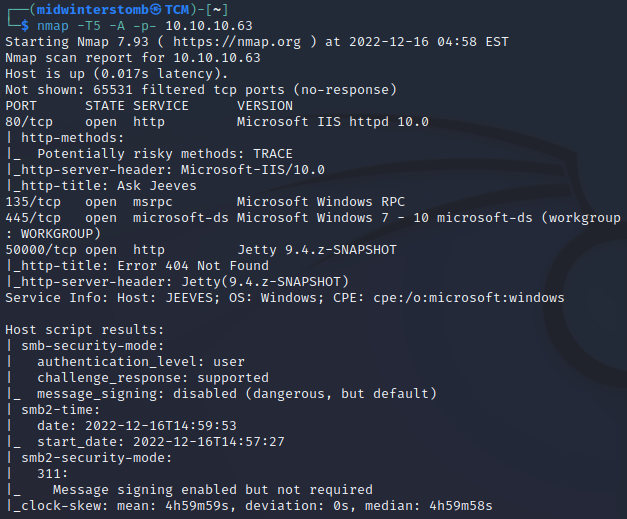 ┌──(midwinterstomb㉿TCM)-[~]
└─$ nmap -T5 -A -p- 10.10.10.63
Starting Nmap 7.93 ( https://nmap.org ) at 2022-12-16 04:58 EST
Nmap scan report for 10.10.10.63
Host is up (0.017s latency).
Not shown: 65531 filtered tcp ports (no-response)
PORT      STATE SERVICE      VERSION
80/tcp    open  http         Microsoft IIS httpd 10.0
| http-methods:
|_  Potentially risky methods: TRACE
|_http-server-header: Microsoft-IIS/10.0
|_http-title: Ask Jeeves
135/tcp   open  msrpc        Microsoft Windows RPC
445/tcp   open  microsoft-ds Microsoft Windows 7 - 10 microsoft-ds (workgroup
: WORKGROUP)
50000/tcp open  http         Jetty 9.4.z-SNAPSHOT
|_http-title: Error 404 Not Found
|_http-server-header: Jetty(9.4.z-SNAPSHOT)
Service Info: Host: JEEVES; OS: Windows; CPE: cpe:/o:microsoft:windows

Host script results:
| smb-security-mode:
|   authentication_level: user
|   challenge_response: supported
|_  message_signing: disabled (dangerous, but default)
| smb2-time:
|   date: 2022-12-16T14:59:53
|_  start_date: 2022-12-16T14:57:27
| smb2-security-mode:
|   311:
|_    Message signing enabled but not required
|_clock-skew: mean: 4h59m59s, deviation: 0s, median: 4h59m58s